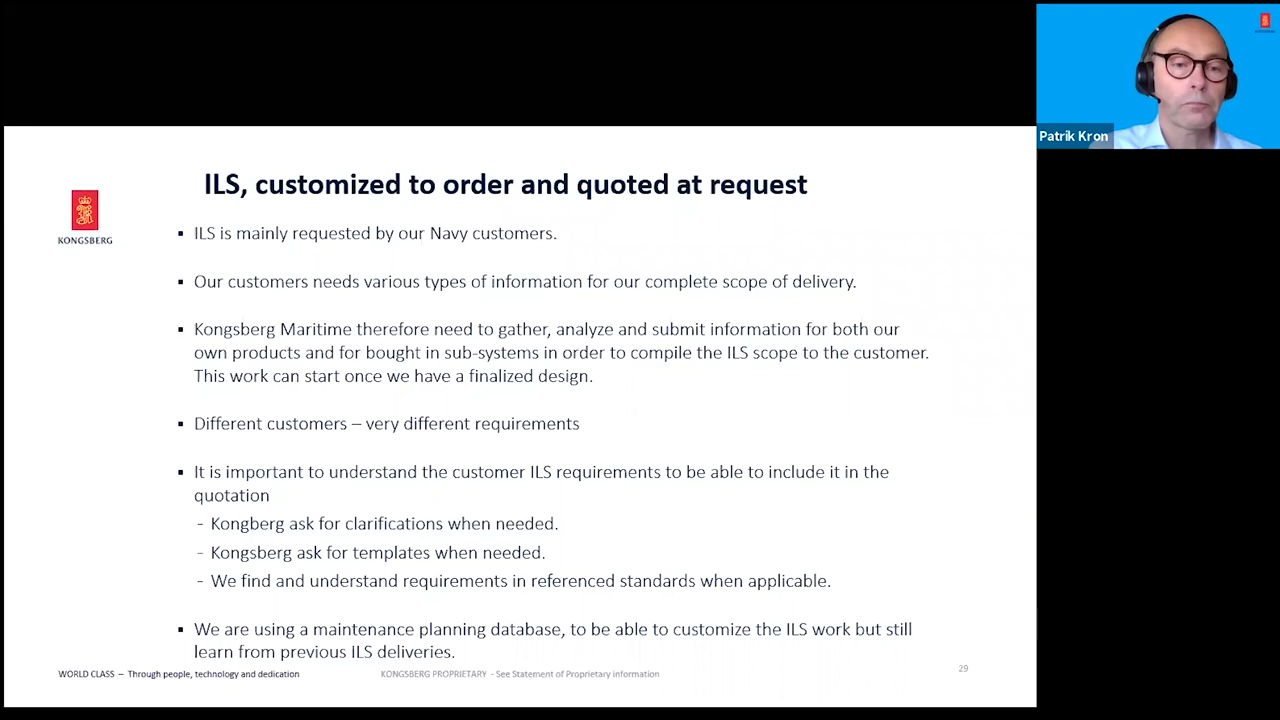 Patrik Kron
ILS, customized to order and quoted at request
KONGSBERG
▪ ILS is mainly requested by our Navy customers.
▪ Our customers needs various types of information for our complete scope of delivery.
▪ Kongsberg Maritime therefore need to gather, analyze and submit information for both our
own products and for bought in sub-systems in order to compile the ILS scope to the customer.
This work can start once we have a finalized design.
▪ Different customers – very different requirements
▪ It is important to understand the customer ILS requirements to be able to include it in the
quotation
- Kongberg ask for clarifications when needed.
- Kongsberg ask for templates when needed.
- We find and understand requirements in referenced standards when applicable.
▪ We are using a maintenance planning database, to be able to customize the ILS work but still
learn from previous ILS deliveries.
WORLD CLASS – Through people, technology and dedication
KONGSBERG PROPRIETARY - See Statement of Proprietary information
29